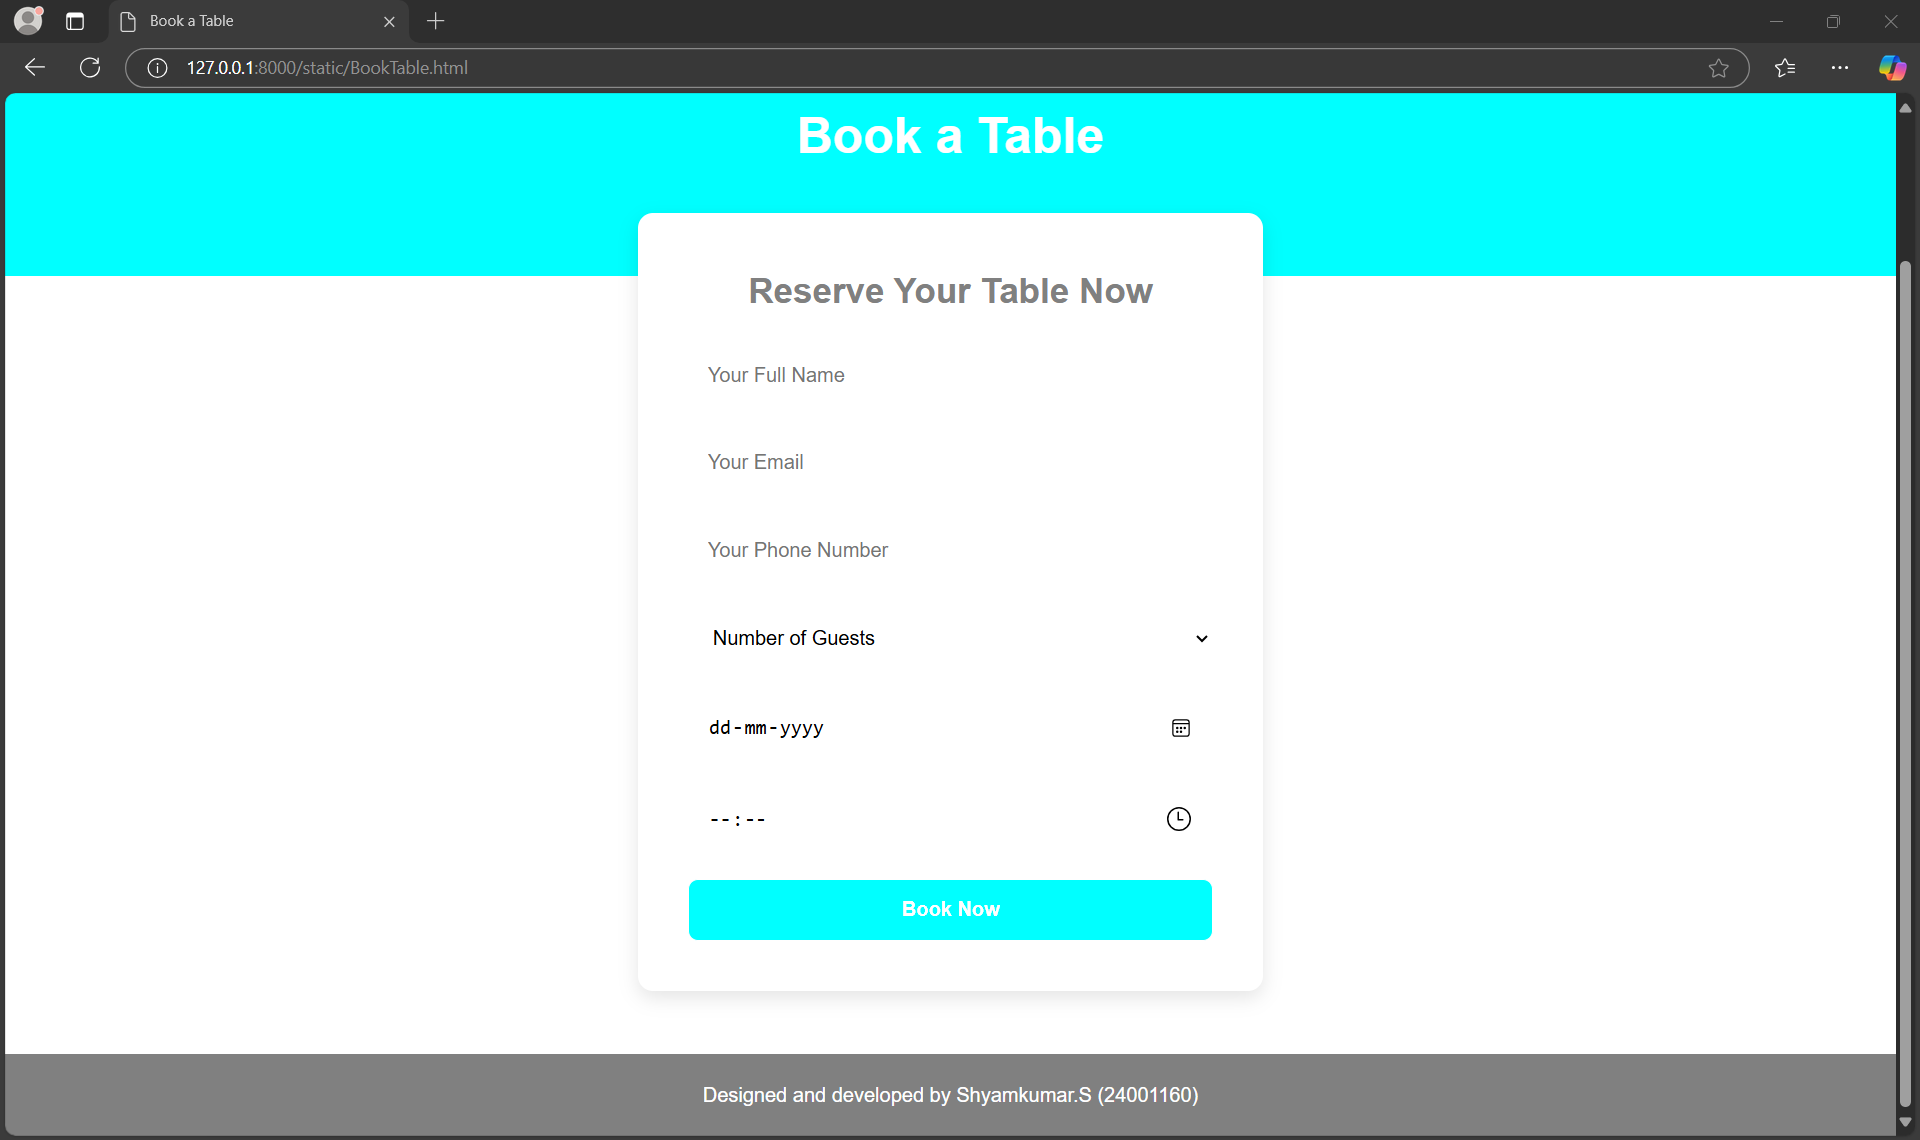 Book a Table
127.0.0.1:8000/static/BookTable.html
Book a Table
Reserve Your Table Now
Your Full Name
Your Email
Your Phone Number
Number of Guests
dd-mm-yyyy
--:--
Book Now
Designed and developed by Shyamkumar.S (24001160)